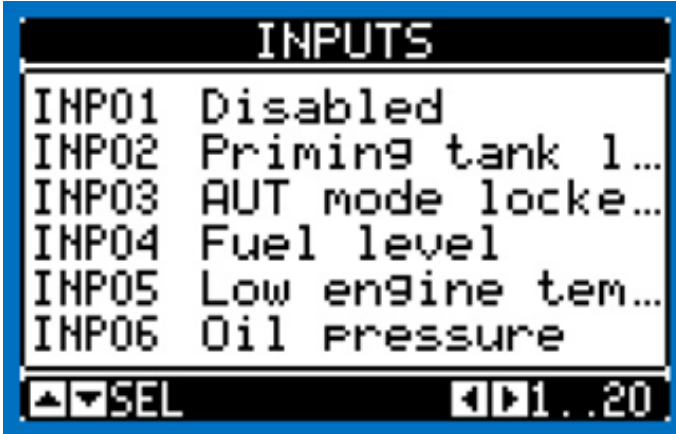 INPUTS
INP01 Disabled
INP02 Priming tank l...
INP03 AUT mode locke...
INP04 Fuel level
INP05 Low engine tem...
INP06 Oil pressure
▲▼SEL ◀▶1..20